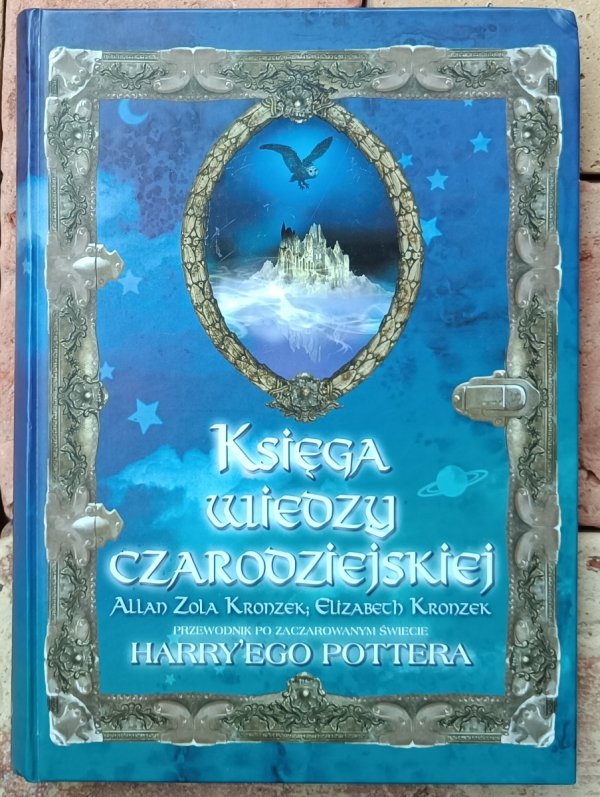 Księga
wiedzy
czarodziejskiej
Allan Zola Kronzek; Elizabeth Kronzek
PRZEWODNIK PO ZACZAROWANYM ŚWIECIE
HARRY'EGO POTTERA